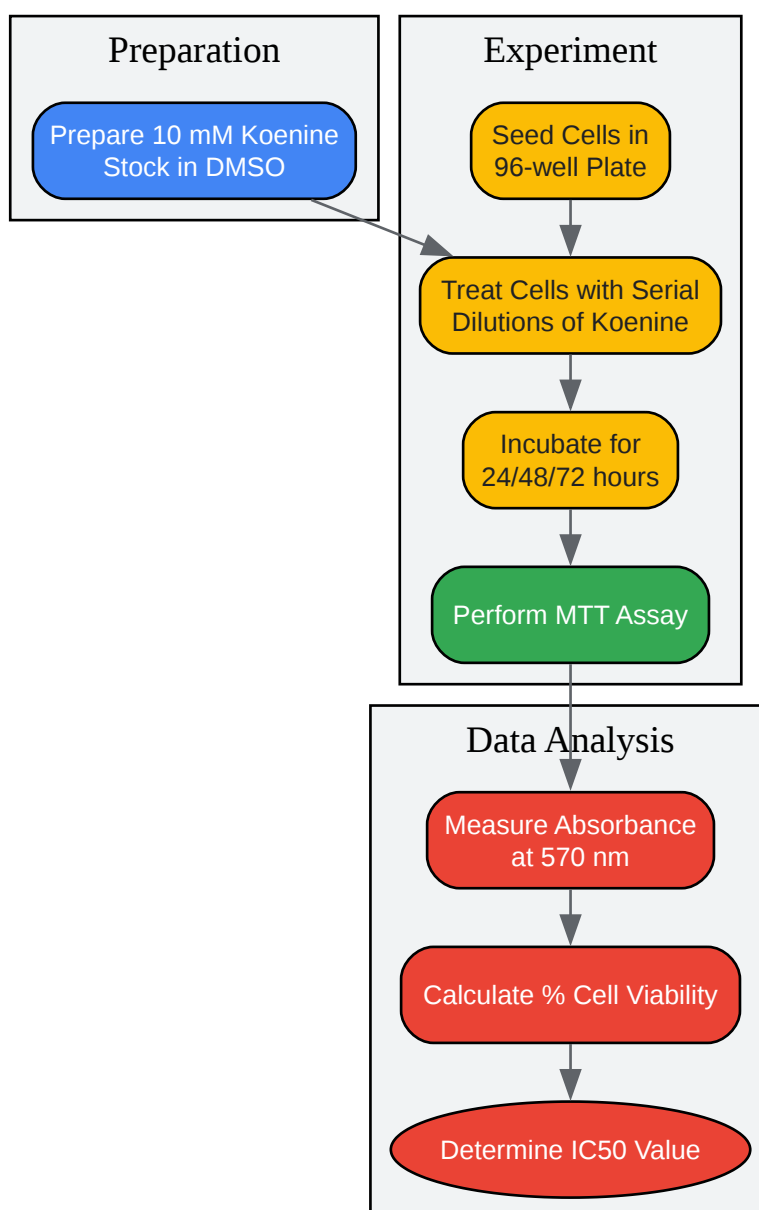 Preparation
Prepare 10 mM Koenine
Stock in DMSO
Experiment
Seed Cells in
96-well Plate
Treat Cells with Serial
Dilutions of Koenine
Incubate for
24/48/72 hours
Perform MTT Assay
Data Analysis
Measure Absorbance
at 570 nm
Calculate % Cell Viability
Determine IC50 Value